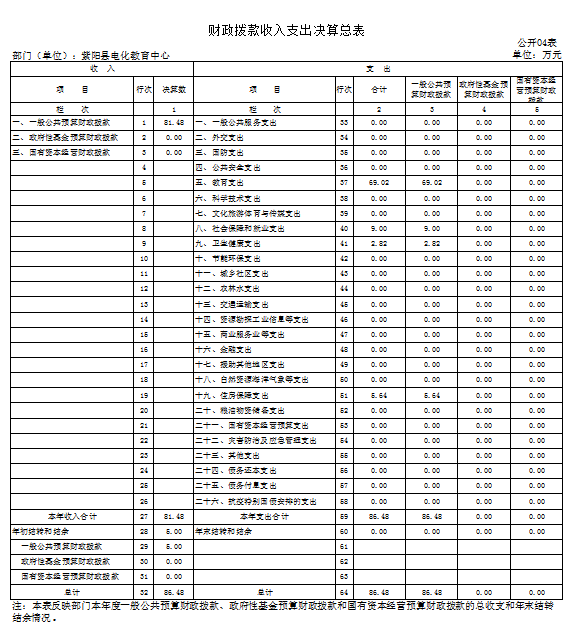 财政拨款收入支出决算总表
公开04表
部门（单位）：紫阳县电化教育中心 单位：万元
收 入 支 出
项 目 行次 决算数 项 目 行次 合计 一般公共预算财政拨款 政府性基金预算财政拨款 国有资本经营预算财政拨款
栏 次 1 栏 次 2 3 4 5
一、一般公共预算财政拨款 1 81.48 一、一般公共服务支出 33 0.00 0.00 0.00 0.00
二、政府性基金预算财政拨款 2 0.00 二、外交支出 34 0.00 0.00 0.00 0.00
三、国有资本经营财政拨款 3 0.00 三、国防支出 35 0.00 0.00 0.00 0.00
4 四、公共安全支出 36 0.00 0.00 0.00 0.00
5 五、教育支出 37 69.02 69.02 0.00 0.00
6 六、科学技术支出 38 0.00 0.00 0.00 0.00
7 七、文化旅游体育与传媒支出 39 0.00 0.00 0.00 0.00
8 八、社会保障和就业支出 40 9.00 9.00 0.00 0.00
9 九、卫生健康支出 41 2.82 2.82 0.00 0.00
10 十、节能环保支出 42 0.00 0.00 0.00 0.00
11 十一、城乡社区支出 43 0.00 0.00 0.00 0.00
12 十二、农林水支出 44 0.00 0.00 0.00 0.00
13 十三、交通运输支出 45 0.00 0.00 0.00 0.00
14 十四、资源勘探工业信息等支出 46 0.00 0.00 0.00 0.00
15 十五、商业服务业等支出 47 0.00 0.00 0.00 0.00
16 十六、金融支出 48 0.00 0.00 0.00 0.00
17 十七、援助其他地区支出 49 0.00 0.00 0.00 0.00
18 十八、自然资源海洋气象等支出 50 0.00 0.00 0.00 0.00
19 十九、住房保障支出 51 5.64 5.64 0.00 0.00
20 二十、粮油物资储备支出 52 0.00 0.00 0.00 0.00
21 二十一、国有资本经营预算支出 53 0.00 0.00 0.00 0.00
22 二十二、灾害防治及应急管理支出 54 0.00 0.00 0.00 0.00
23 二十三、其他支出 55 0.00 0.00 0.00 0.00
24 二十四、债务还本支出 56 0.00 0.00 0.00 0.00
25 二十五、债务付息支出 57 0.00 0.00 0.00 0.00
26 二十六、抗疫特别国债安排的支出 58 0.00 0.00 0.00 0.00
本年收入合计 27 81.48 本年支出合计 59 86.48 86.48 0.00 0.00
年初结转和结余 28 5.00 年末结转和结余 60 0.00 0.00 0.00 0.00
一般公共预算财政拨款 29 5.00 61
政府性基金预算财政拨款 30 0.00 62
国有资本经营预算财政拨款 31 0.00 63
总计 32 86.48 总计 64 86.48 86.48 0.00 0.00
注：本表反映部门本年度一般公共预算财政拨款、政府性基金预算财政拨款和国有资本经营预算财政拨款的总收支和年末结转
结余情况。